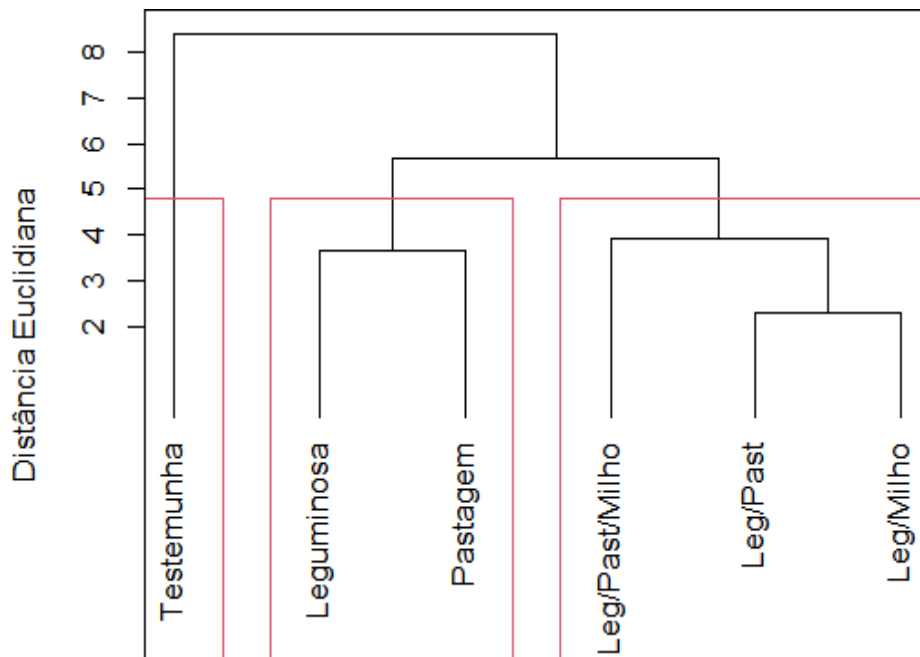 Distância Euclidiana
8
7
6
5
4
3
2
Testemunha
Leguminosa
Pastagem
Leg/Past/Milho
Leg/Past
Leg/Milho